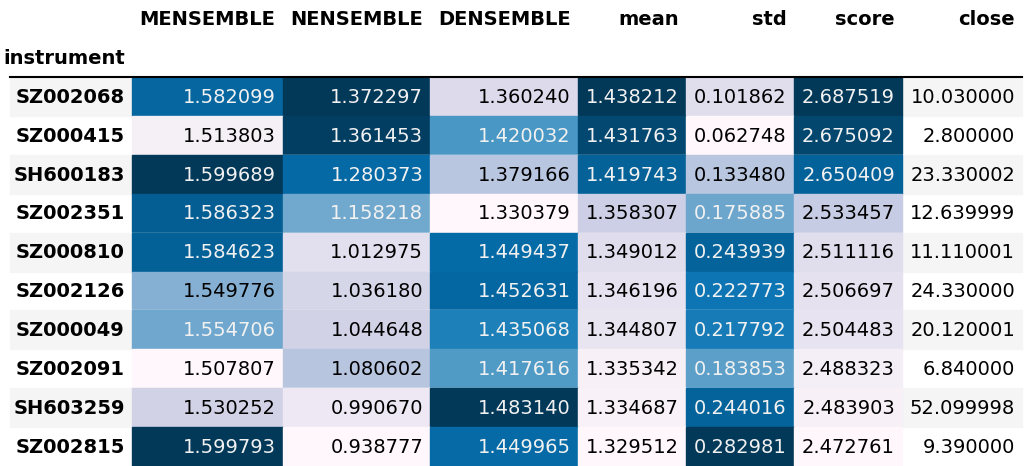 MENSEMBLE NENSEMBLE DENSEMBLE mean std score close
instrument
SZ002068 1.582099 1.372297 1.360240 1.438212 0.101862 2.687519 10.030000
SZ000415 1.513803 1.361453 1.420032 1.431763 0.062748 2.675092 2.800000
SH600183 1.599689 1.280373 1.379166 1.419743 0.133480 2.650409 23.330002
SZ002351 1.586323 1.158218 1.330379 1.358307 0.175885 2.533457 12.639999
SZ000810 1.584623 1.012975 1.449437 1.349012 0.243939 2.511116 11.110001
SZ002126 1.549776 1.036180 1.452631 1.346196 0.222773 2.506697 24.330000
SZ000049 1.554706 1.044648 1.435068 1.344807 0.217792 2.504483 20.120001
SZ002091 1.507807 1.080602 1.417616 1.335342 0.183853 2.488323 6.840000
SH603259 1.530252 0.990670 1.483140 1.334687 0.244016 2.483903 52.099998
SZ002815 1.599793 0.938777 1.449965 1.329512 0.282981 2.472761 9.390000